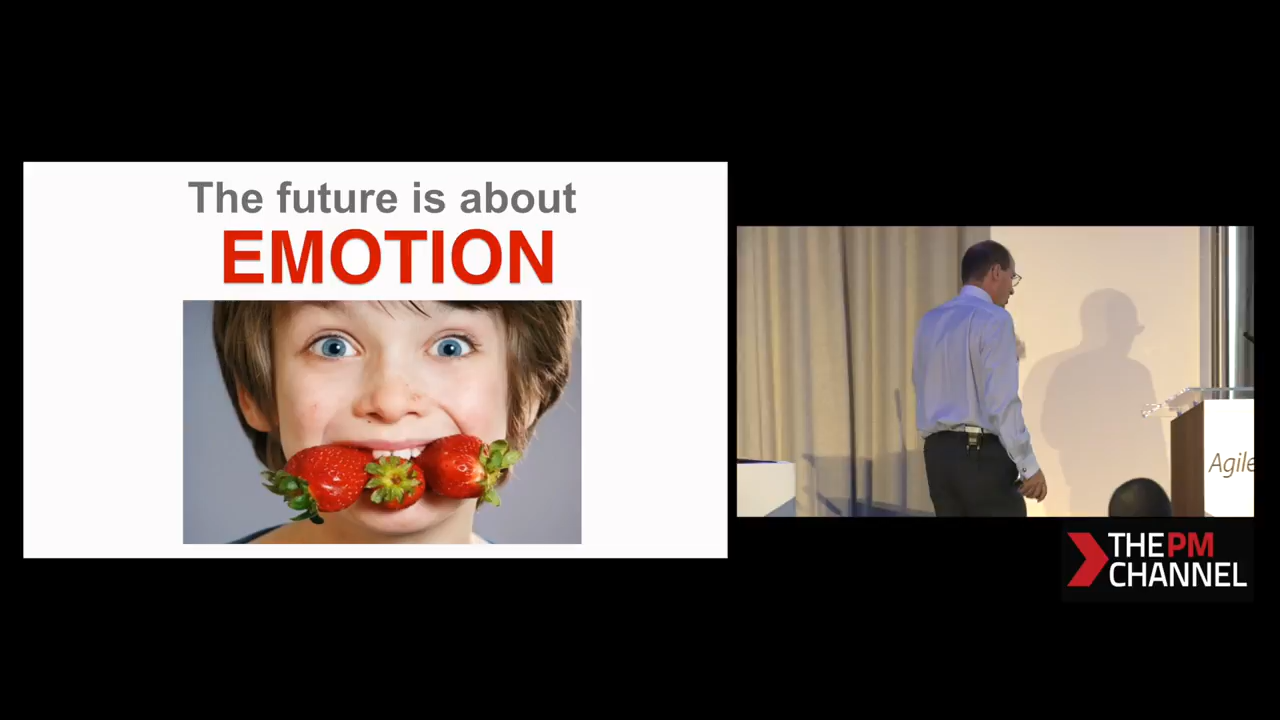 The future is about
EMOTION
Agile
THE PM
CHANNEL